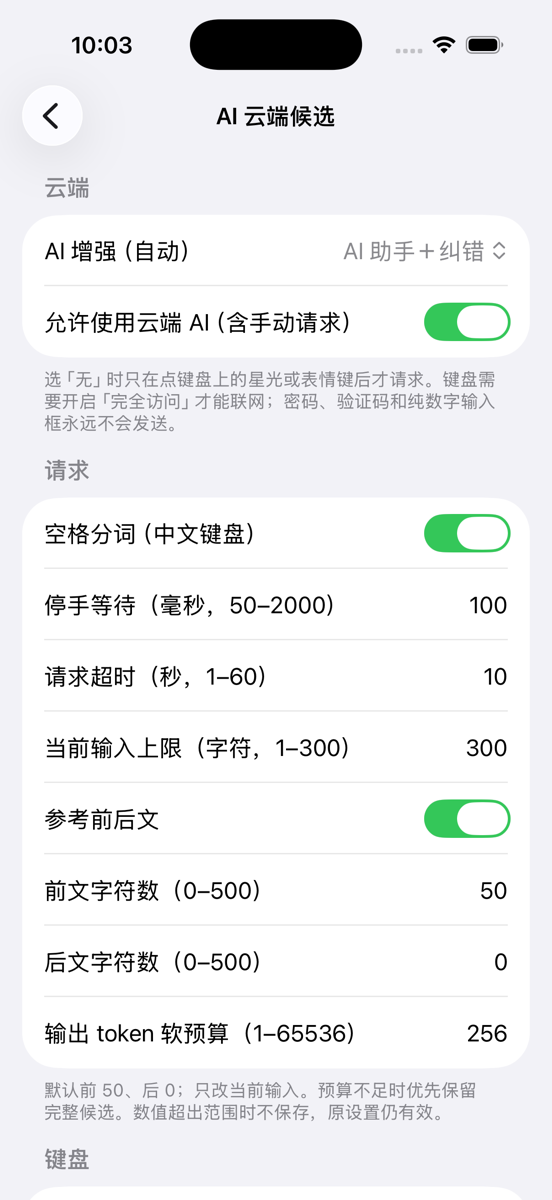 10:03
AI 云端候选
云端
AI 增强（自动） AI 助手＋纠错
允许使用云端 AI（含手动请求）
选「无」时只在点键盘上的星光或表情键后才请求。键盘需
要开启「完全访问」才能联网；密码、验证码和纯数字输入
框永远不会发送。
请求
空格分词（中文键盘）
停手等待（毫秒，50–2000） 100
请求超时（秒，1–60） 10
当前输入上限（字符，1–300） 300
参考前后文
前文字符数（0–500） 50
后文字符数（0–500） 0
输出 token 软预算（1–65536） 256
默认前 50、后 0；只改当前输入。预算不足时优先保留
完整候选。数值超出范围时不保存，原设置仍有效。
键盘